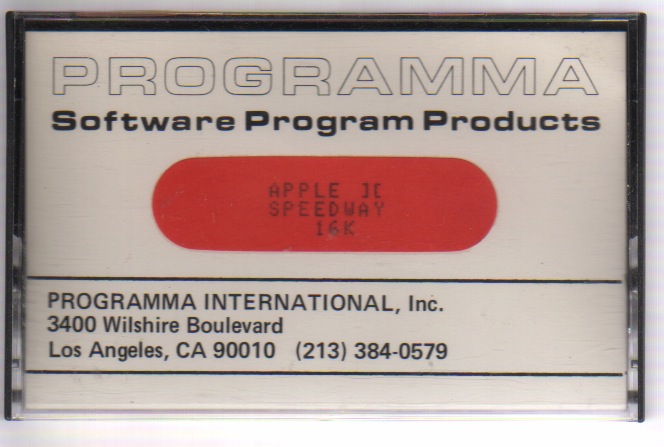 PROGRAMMA
Software Program Products
APPLE ][
SPEEDWAY
16K
PROGRAMMA INTERNATIONAL, Inc.
3400 Wilshire Boulevard
Los Angeles, CA 90010 (213) 384-0579